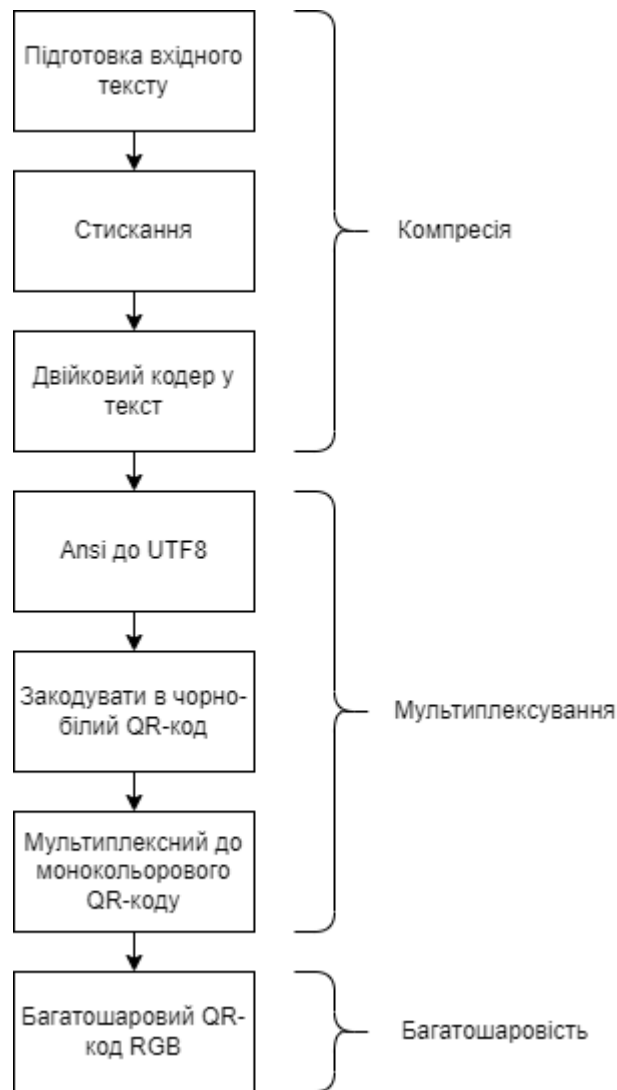 Підготовка вхідного
тексту
Стискання
Компресія
Двійковий кодер у
текст
Ansi до UTF8
Закодувати в чорно-
білий QR-код
Мультиплексування
Мультиплексний до
монокольорового
QR-коду
Багатошаровий QR-
код RGB
Багатошаровість